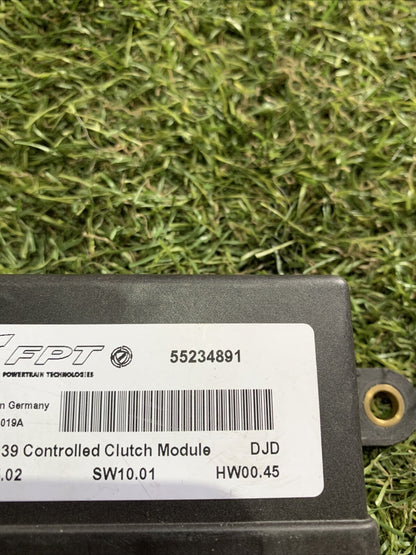 FPT 55234891
POWERTRAIN TECHNOLOGIES
n Germany
019A
39 Controlled Clutch Module DJD
.02 SW10.01 HW00.45